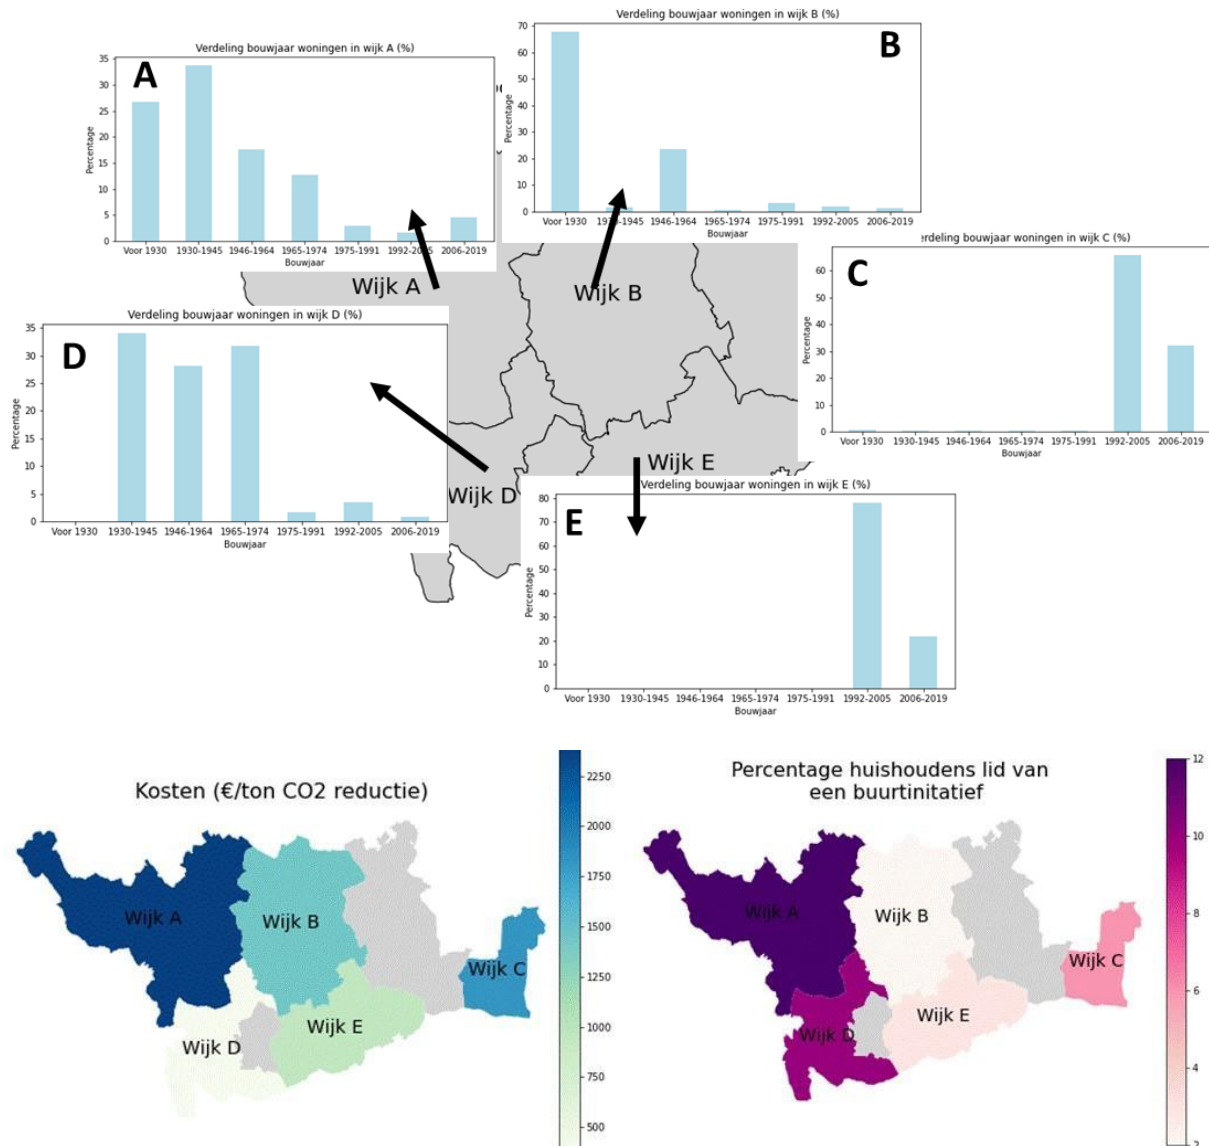 Verdeling bouwjaar woningen in wijk A (%)
A
Percentage
35
30
25
20
15
10
5
0
Voor 1930 1930-1945 1946-1964 1965-1974 1975-1991 1992-2005 2006-2019
Bouwjaar
Verdeling bouwjaar woningen in wijk B (%)
B
Percentage
70
60
50
40
30
20
10
0
Voor 1930 1930-1945 1946-1964 1965-1974 1975-1991 1992-2005 2006-2019
erdeling bouwjaar woningen in wijk C (%)
C
Percentage
60
50
40
30
20
10
0
Voor 1930 1930-1945 1946-1964 1965-1974 1975-1991 1992-2005 2006-2019
Wijk A
Wijk B
Verdeling bouwjaar woningen in wijk D (%)
D
Percentage
35
30
25
20
15
10
5
0
Voor 1930 1930-1945 1946-1964 1965-1974 1975-1991 1992-2005 2006-2019
Bouwjaar
Wijk D
Wijk E
Verdeling bouwjaar woningen in wijk E (%)
E
Percentage
80
70
60
50
40
30
20
10
0
Voor 1930 1930-1945 1946-1964 1965-1974 1975-1991 1992-2005 2006-2019
Bouwjaar
Kosten (€/ton CO2 reductie)
Wijk A
Wijk B
Wijk C
Wijk D
Wijk E
2250
2000
1750
1500
1250
1000
750
500
Percentage huishoudens lid van
een buurtinitatief
Wijk A
Wijk B
Wijk C
Wijk D
Wijk E
12
10
8
6
4
2